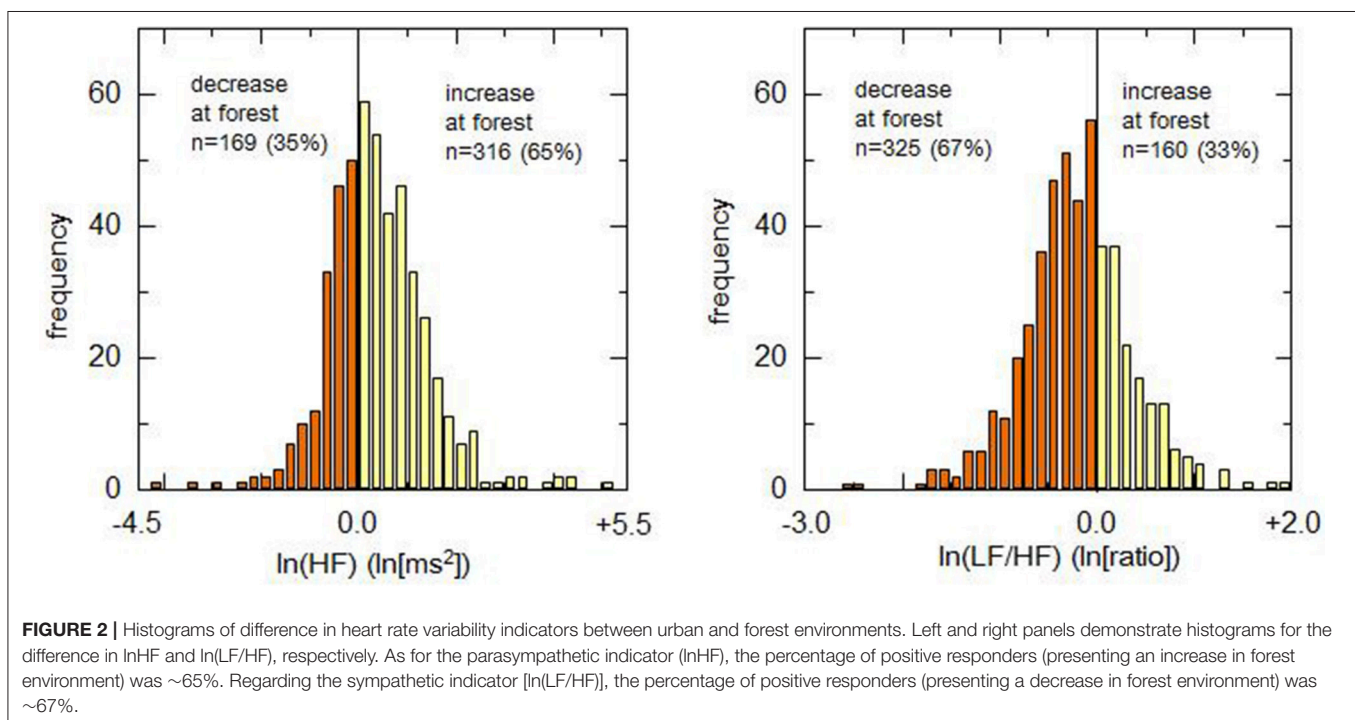 decrease
at forest
n=169 (35%)
increase
at forest
n=316 (65%)
60
40
20
0
frequency
-4.5 0.0 +5.5
ln(HF) (ln[ms²])
decrease
at forest
n=325 (67%)
increase
at forest
n=160 (33%)
60
40
20
0
frequency
-3.0 0.0 +2.0
ln(LF/HF) (ln[ratio])
FIGURE 2 | Histograms of difference in heart rate variability indicators between urban and forest environments. Left and right panels demonstrate histograms for the
difference in lnHF and ln(LF/HF), respectively. As for the parasympathetic indicator (lnHF), the percentage of positive responders (presenting an increase in forest
environment) was ~65%. Regarding the sympathetic indicator [ln(LF/HF)], the percentage of positive responders (presenting a decrease in forest environment) was
~67%.